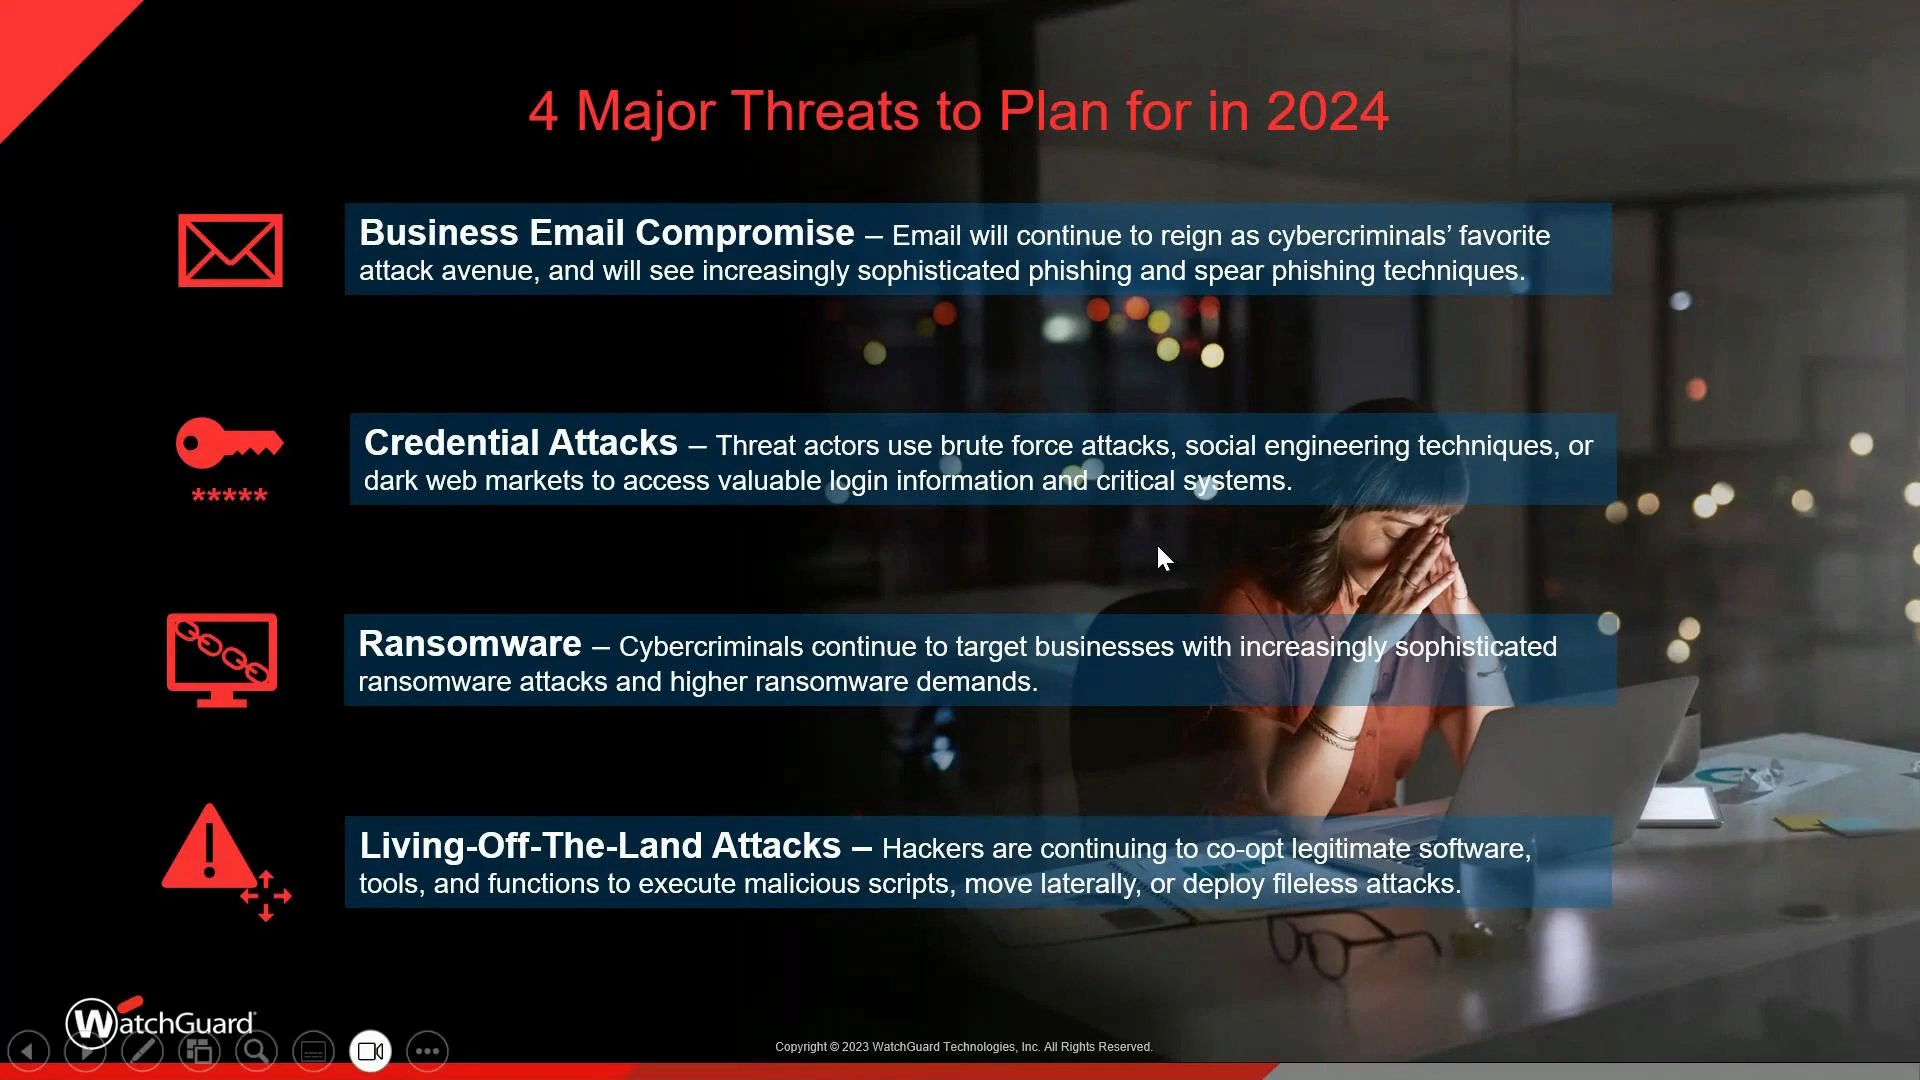 4 Major Threats to Plan for in 2024
Business Email Compromise – Email will continue to reign as cybercriminals’ favorite
attack avenue, and will see increasingly sophisticated phishing and spear phishing techniques.
Credential Attacks – Threat actors use brute force attacks, social engineering techniques, or
dark web markets to access valuable login information and critical systems.
*****
Ransomware – Cybercriminals continue to target businesses with increasingly sophisticated
ransomware attacks and higher ransomware demands.
Living-Off-The-Land Attacks – Hackers are continuing to co-opt legitimate software,
tools, and functions to execute malicious scripts, move laterally, or deploy fileless attacks.
WatchGuard
Copyright © 2023 WatchGuard Technologies, Inc. All Rights Reserved.